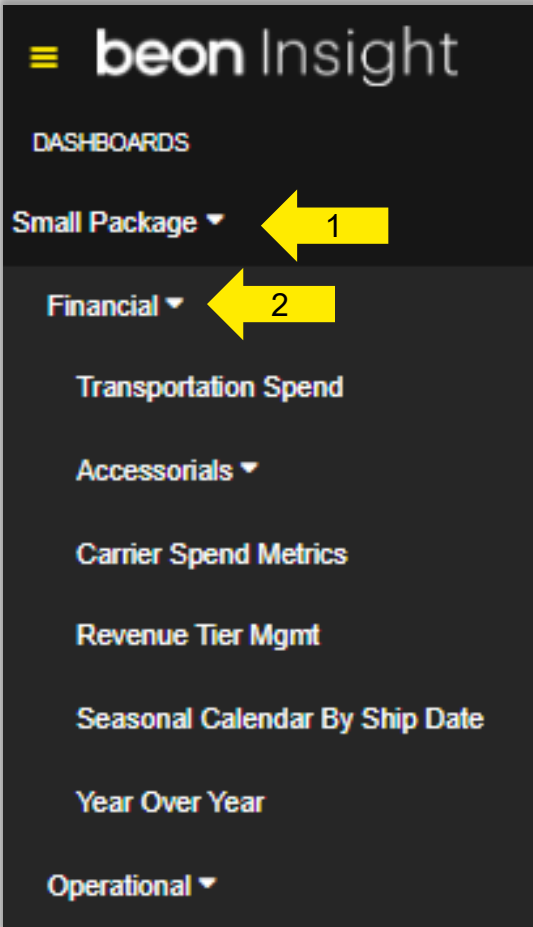 beon Insight
DASHBOARDS
Small Package
1
Financial
2
Transportation Spend
Accessorials
Carrier Spend Metrics
Revenue Tier Mgmt
Seasonal Calendar By Ship Date
Year Over Year
Operational